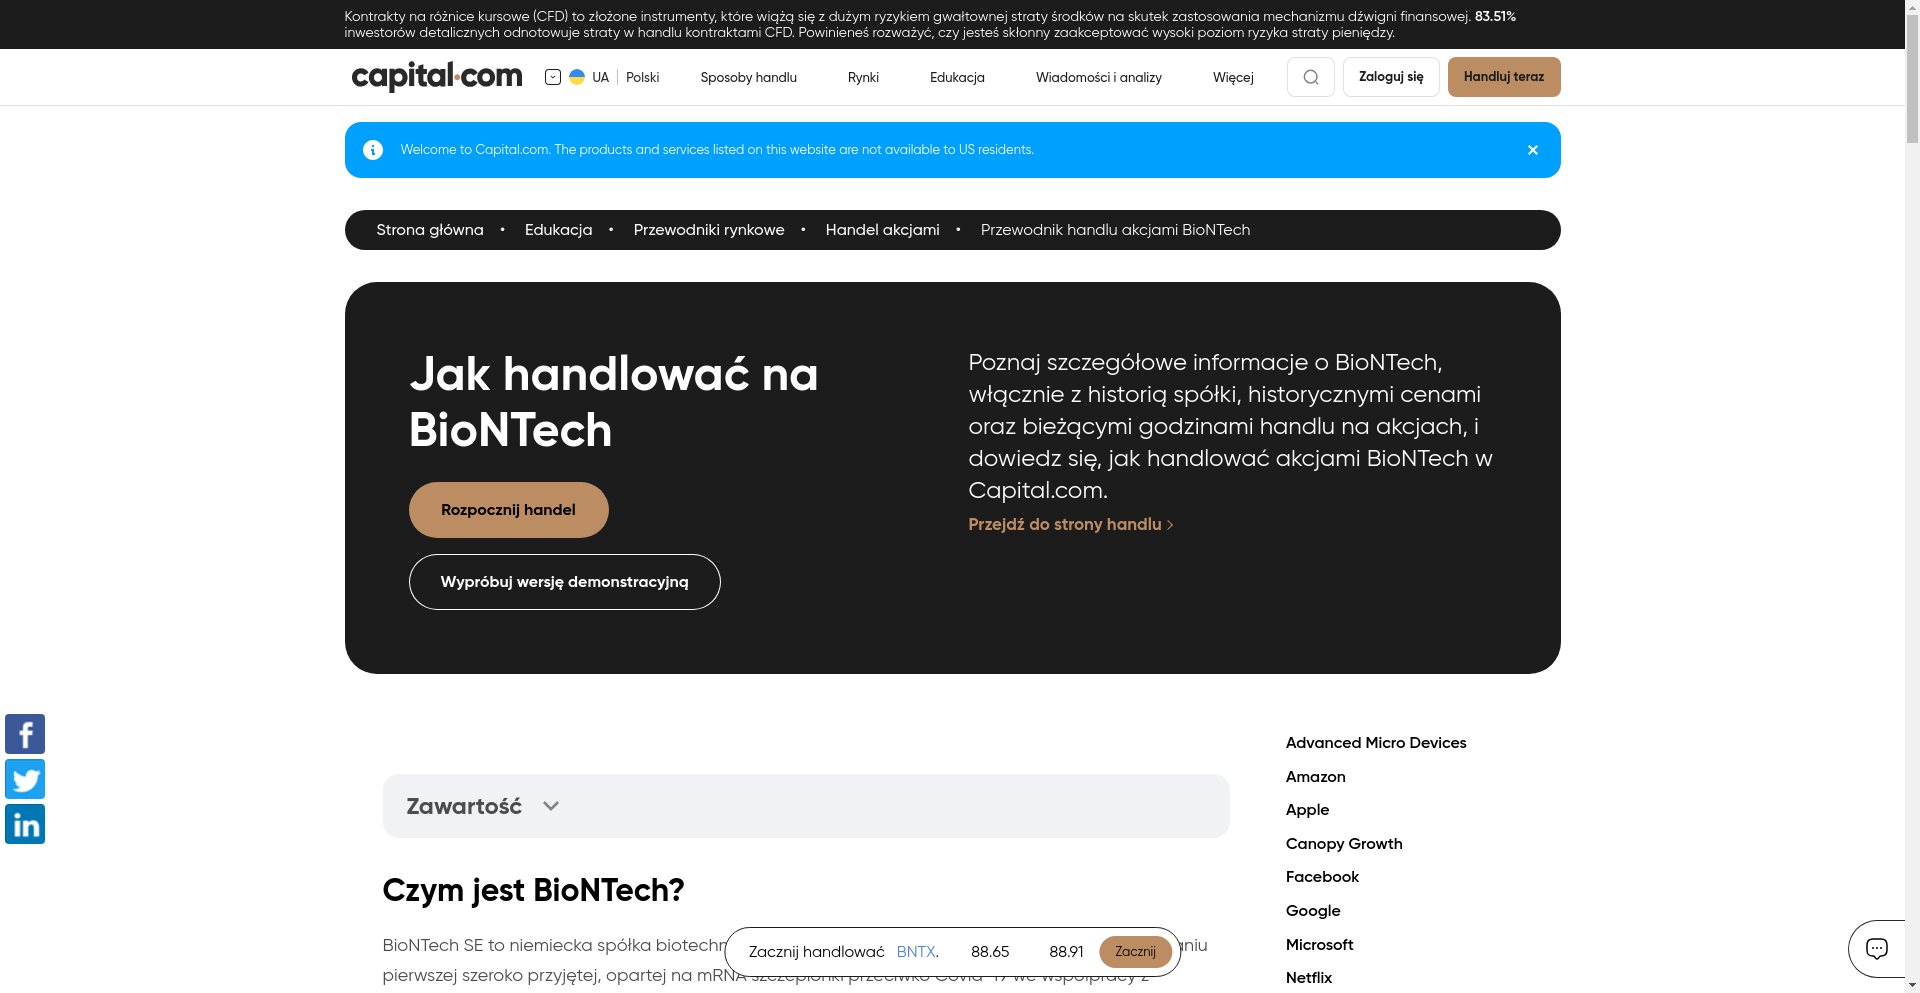 Kontrakty na różnice kursowe (CFD) to złożone instrumenty, które wiążą się z dużym ryzykiem gwałtownej straty środków na skutek zastosowania mechanizmu dźwigni finansowej. 83.51%
inwestorów detalicznych odnotowuje straty w handlu kontraktami CFD. Powinieneś rozważyć, czy jesteś skłonny zaakceptować wysoki poziom ryzyka straty pieniędzy.
capital.com UA Polski Sposoby handlu Rynki Edukacja Wiadomości i analizy Więcej Zaloguj się Handluj teraz
Welcome to Capital.com. The products and services listed on this website are not available to US residents.
Strona główna • Edukacja • Przewodniki rynkowe • Handel akcjami • Przewodnik handlu akcjami BioNTech
Jak handlować na
BioNTech
Rozpocznij handel
Wypróbuj wersję demonstracyjną
Poznaj szczegółowe informacje o BioNTech,
włącznie z historią spółki, historycznymi cenami
oraz bieżącymi godzinami handlu na akcjach, i
dowiedz się, jak handlować akcjami BioNTech w
Capital.com.
Przejdź do strony handlu
Zawartość
Czym jest BioNTech?
BioNTech SE to niemiecka spółka
pierwszej szeroko przyjętej, opartej na mRNA szczepionki przeciwko Covid-19 we współpracy z
Zacznij handlować BNTX. 88.65 88.91 Zacznij
Advanced Micro Devices
Amazon
Apple
Canopy Growth
Facebook
Google
Microsoft
Netflix